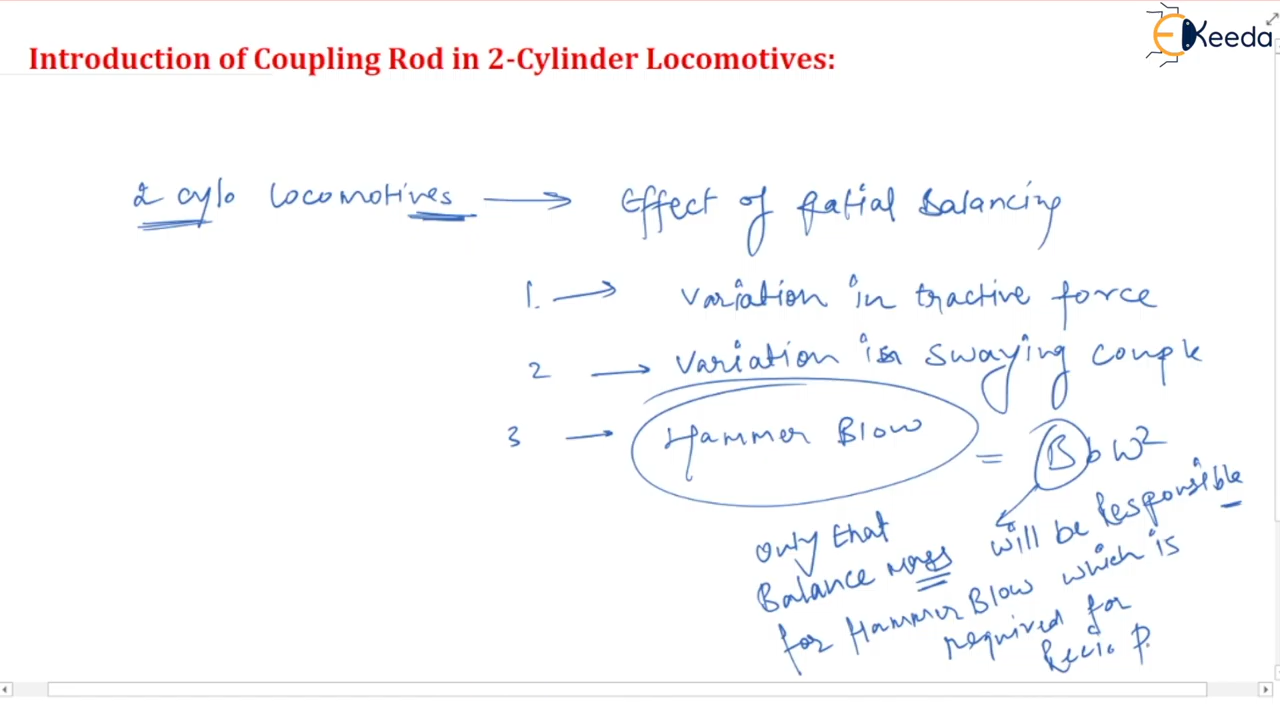 EKeeda
Introduction of Coupling Rod in 2-Cylinder Locomotives:
2 cylo locomotives → Effect of Partial Balancing
1. → variation in tractive force
2 → variation in swaying couple
3 → Hammer Blow = B b ω²
only that
Balance mass will be Responsible
for Hammer Blow which is
required for
Recio P.